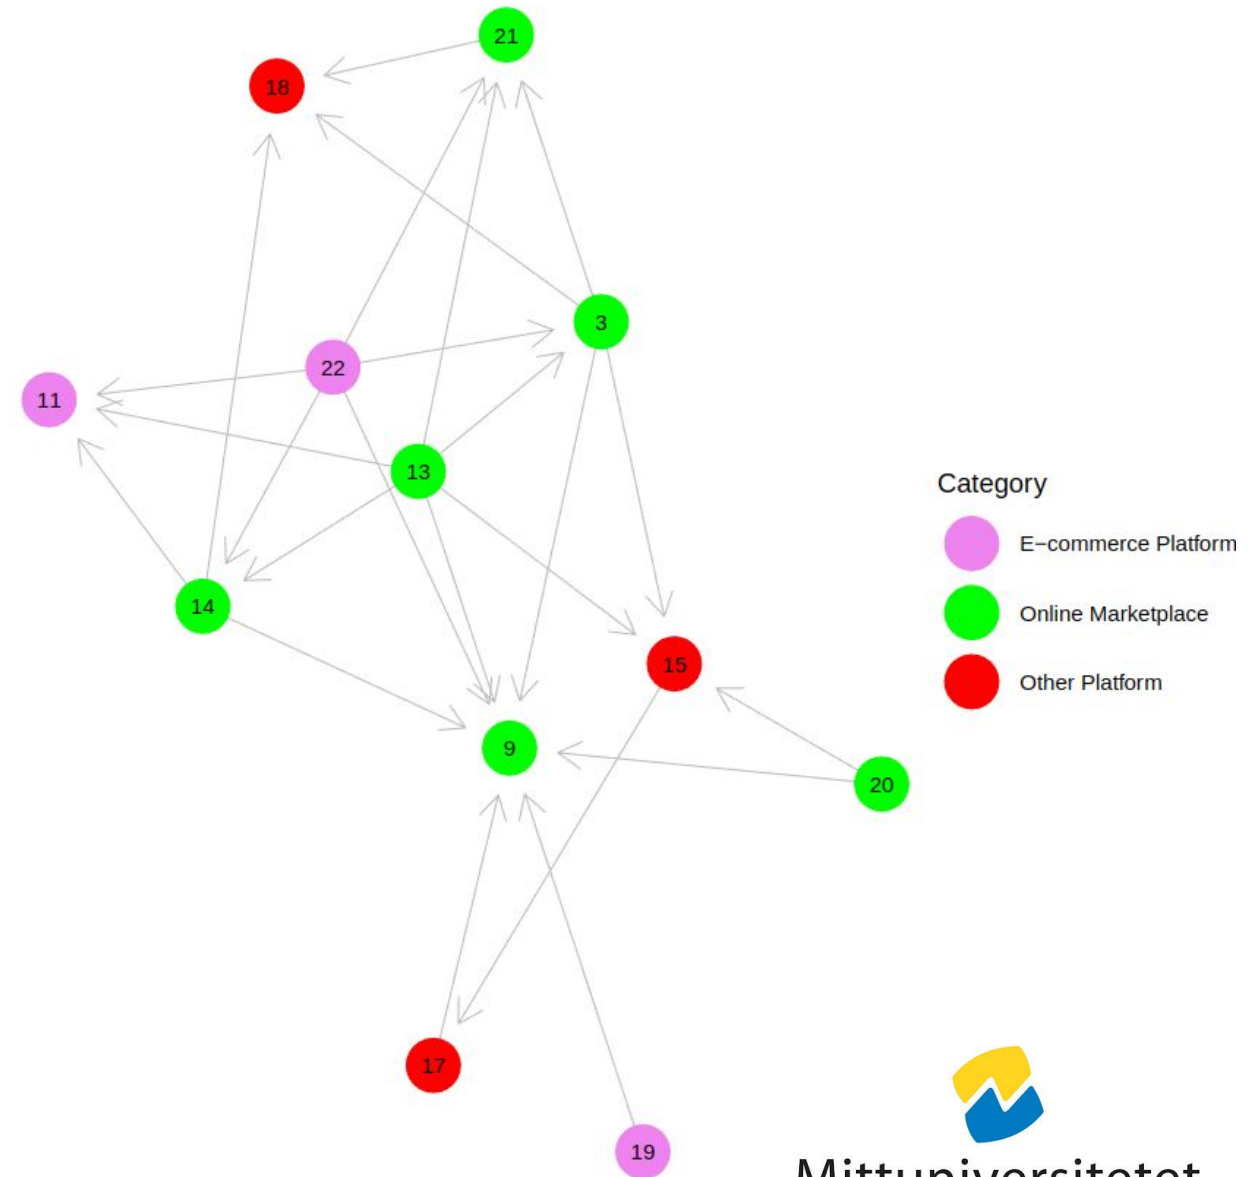 21
18
3
22
11
13
14
15
9
20
17
19
Category
E−commerce Platform
Online Marketplace
Other Platform
Mittuniversitetet